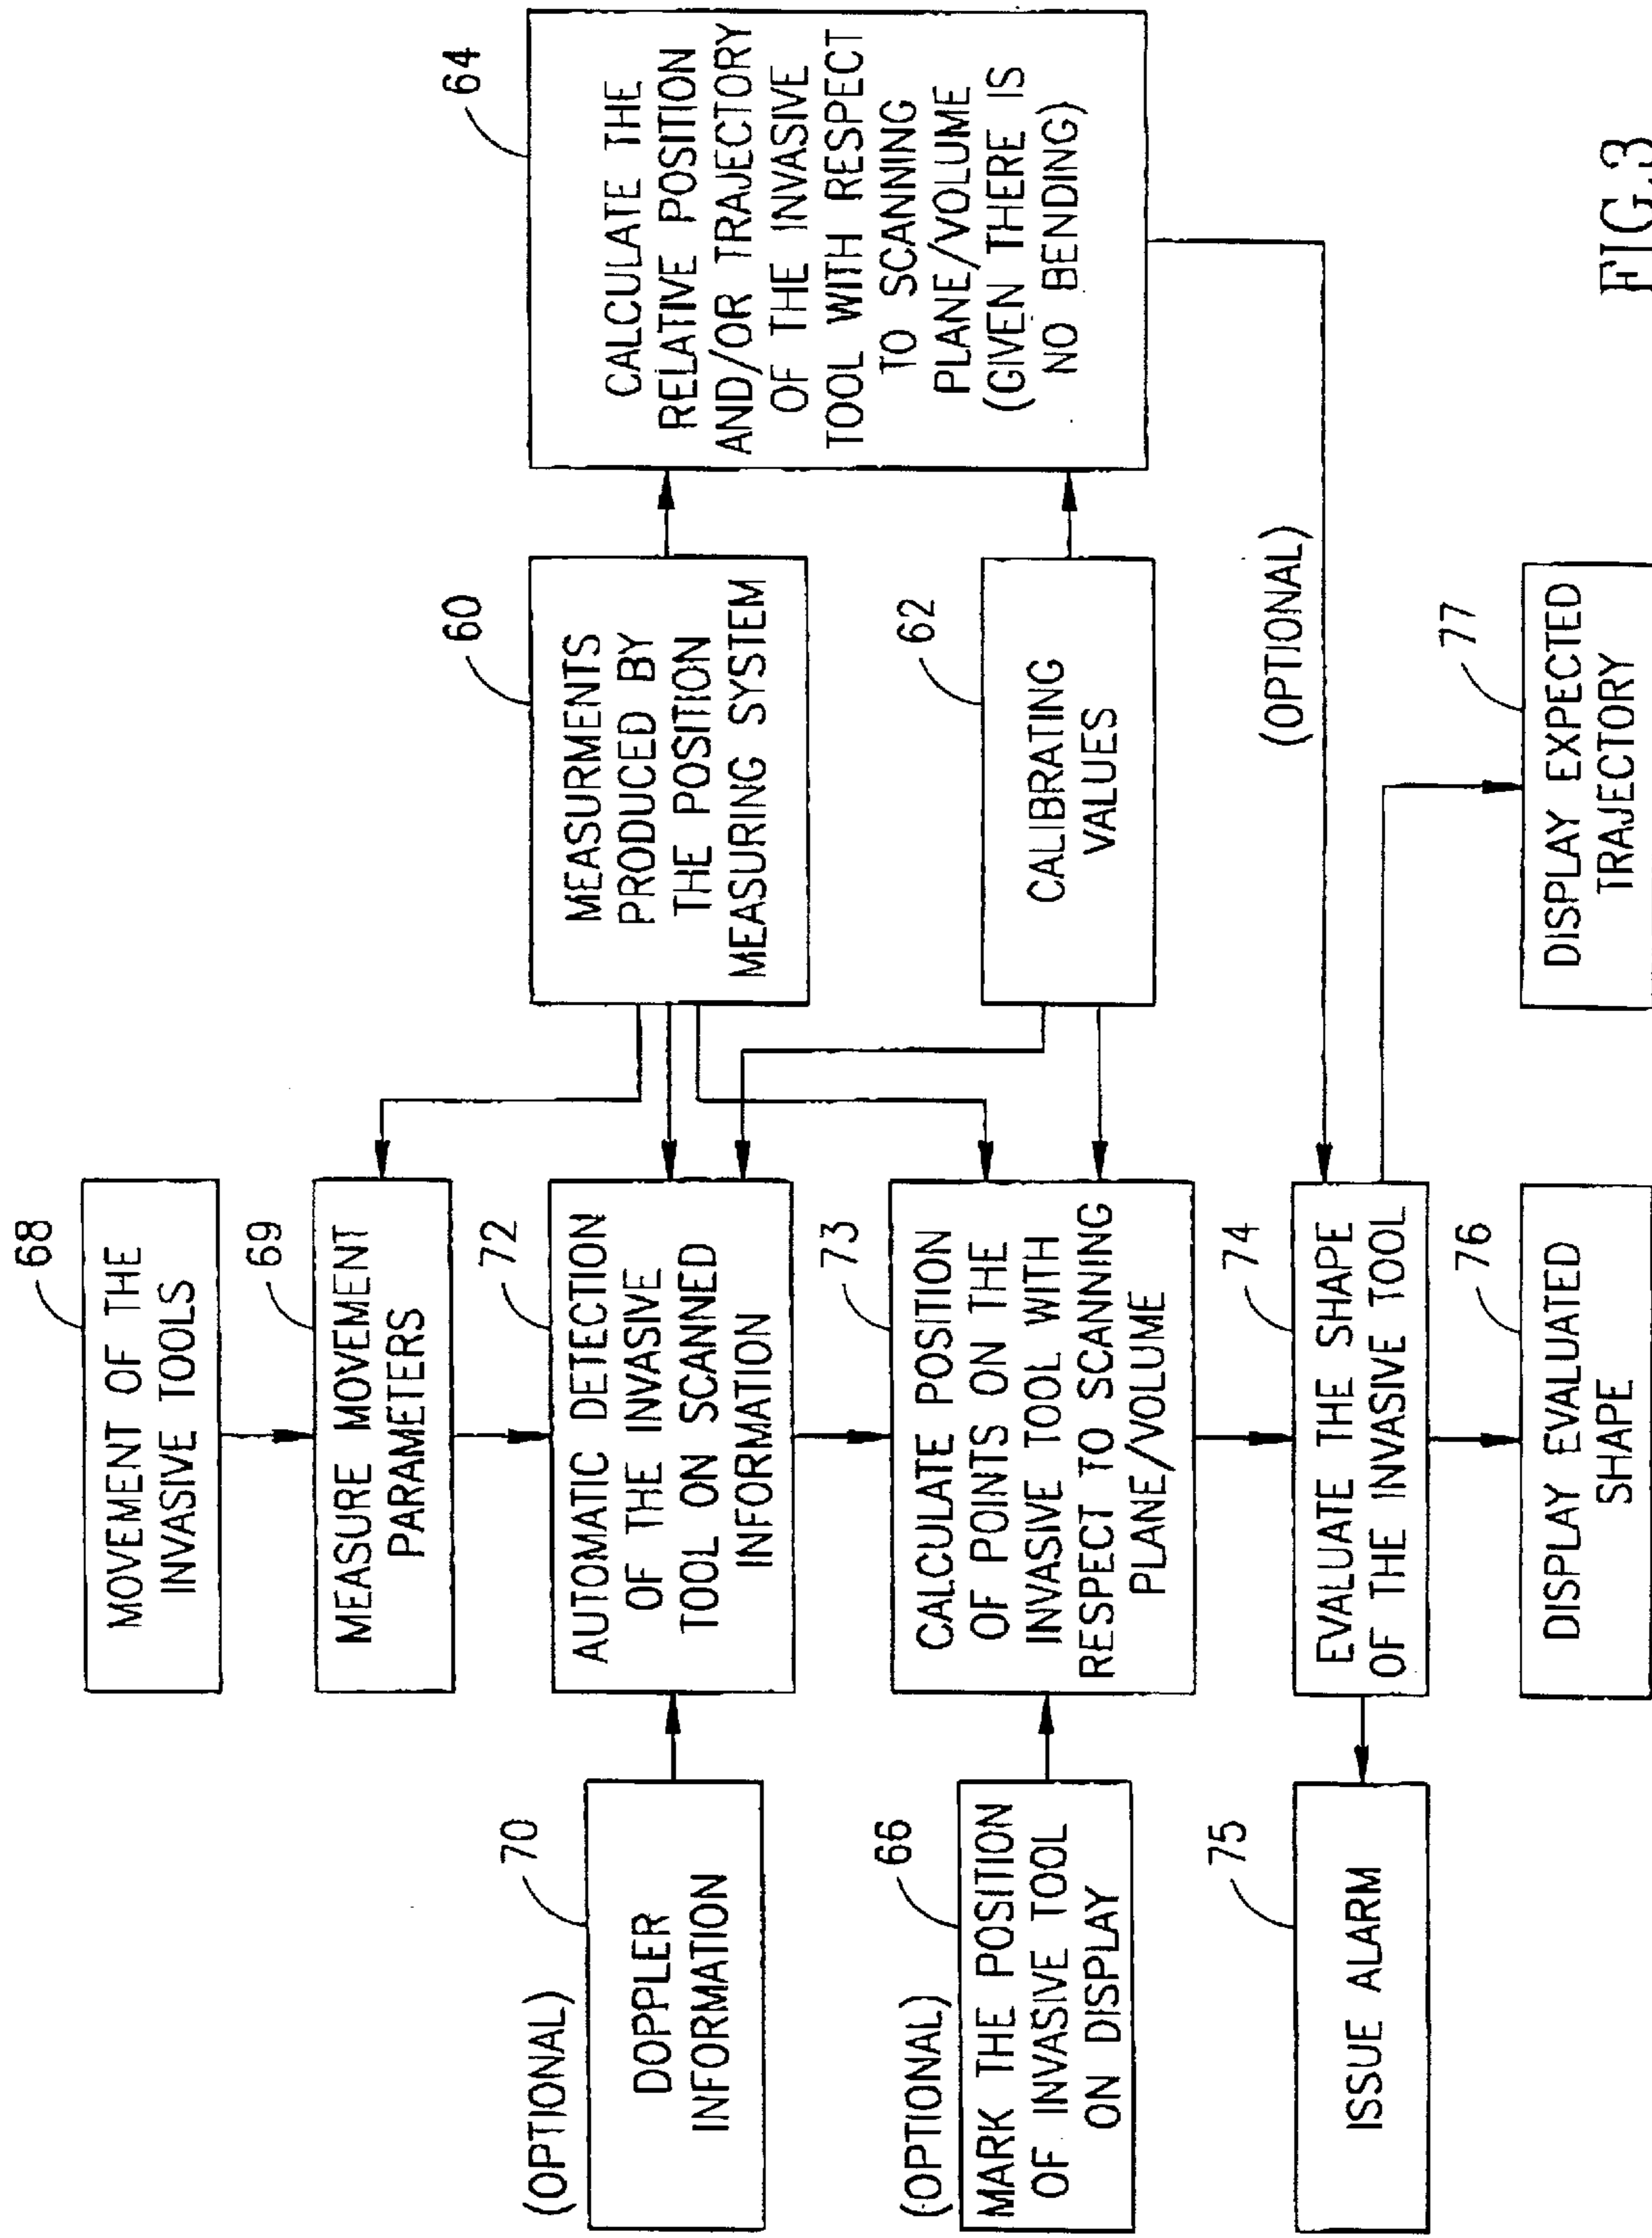 68
MOVEMENT OF THE
INVASIVE TOOLS
69
MEASURE MOVEMENT
PARAMETERS
(OPTIONAL)
70
DOPPLER
INFORMATION
72
AUTOMATIC DETECTION
OF THE INVASIVE
TOOL ON SCANNED
INFORMATION
60
MEASURMENTS
PRODUCED BY
THE POSITION
MEASURING SYSTEM
64
CALCULATE THE
RELATIVE POSITION
AND/OR TRAJECTORY
OF THE INVASIVE
TOOL WITH RESPECT
TO SCANNING
PLANE/VOLUME
(GIVEN THERE IS
NO BENDING)
(OPTIONAL)
66
MARK THE POSITION
OF INVASIVE TOOL
ON DISPLAY
73
CALCULATE POSITION
OF POINTS ON THE
INVASIVE TOOL WITH
RESPECT TO SCANNING
PLANE/VOLUME
62
CALIBRATING
VALUES
(OPTIONAL)
75
ISSUE ALARM
74
EVALUATE THE SHAPE
OF THE INVASIVE TOOL
76
DISPLAY EVALUATED
SHAPE
77
DISPLAY EXPECTED
TRAJECTORY
FIG.3